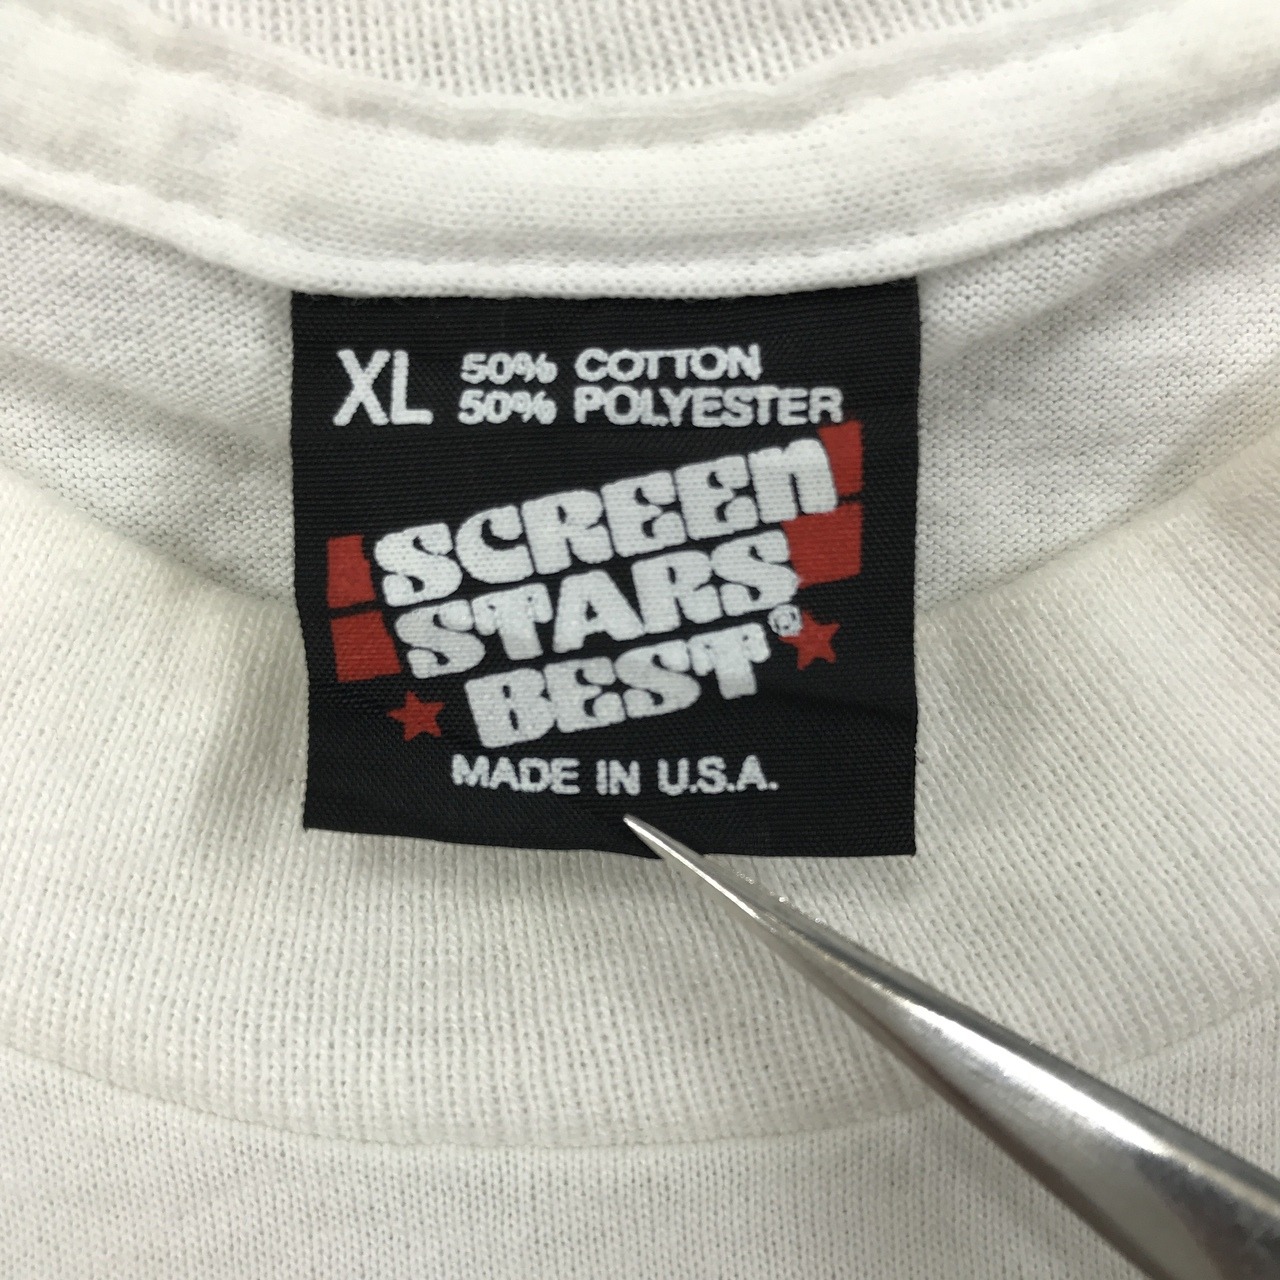 XL 50% COTTON
50% POLYESTER
SCREEn
STARS
BEST®
MADE IN U.S.A.